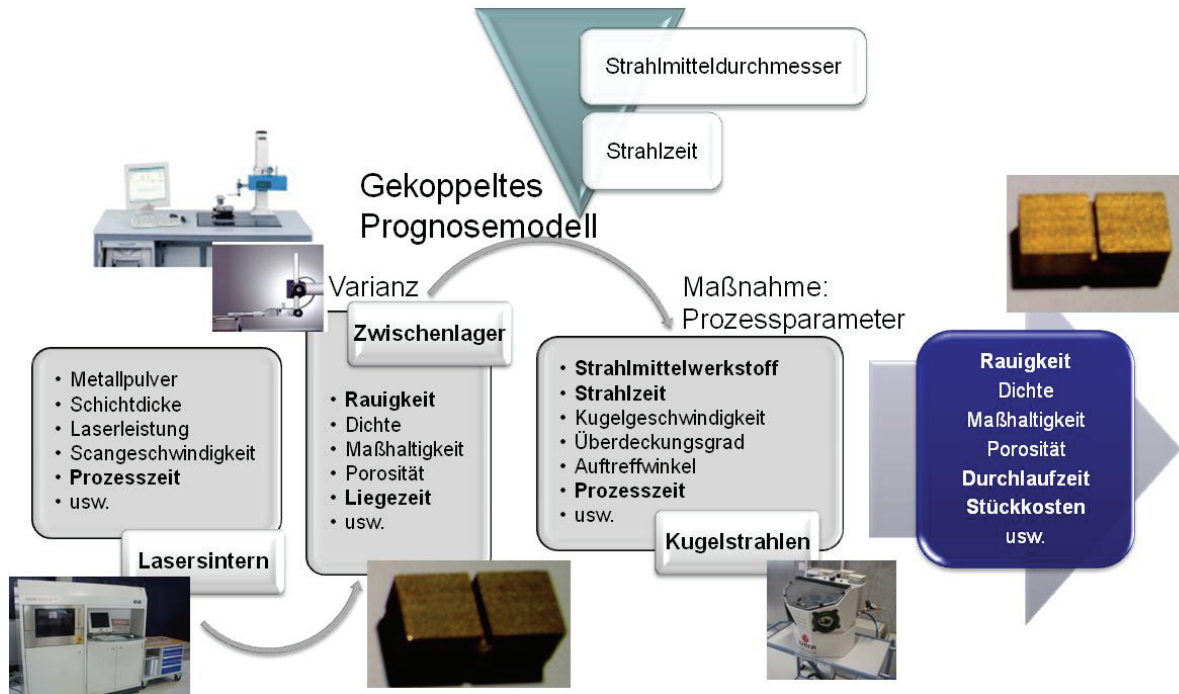 Strahlmitteldurchmesser
Strahlzeit
Gekoppeltes
Prognosemodell
Varianz
Maßnahme:
Prozessparameter
• Metallpulver
• Schichtdicke
• Laserleistung
• Scangeschwindigkeit
• Prozesszeit
• usw.
Lasersintern
Zwischenlager
• Rauigkeit
• Dichte
• Maßhaltigkeit
• Porosität
• Liegezeit
• usw.
• Strahlmittelwerkstoff
• Strahlzeit
• Kugelgeschwindigkeit
• Überdeckungsgrad
• Auftreffwinkel
• Prozesszeit
• usw.
Kugelstrahlen
Rauigkeit
Dichte
Maßhaltigkeit
Porosität
Durchlaufzeit
Stückkosten
usw.